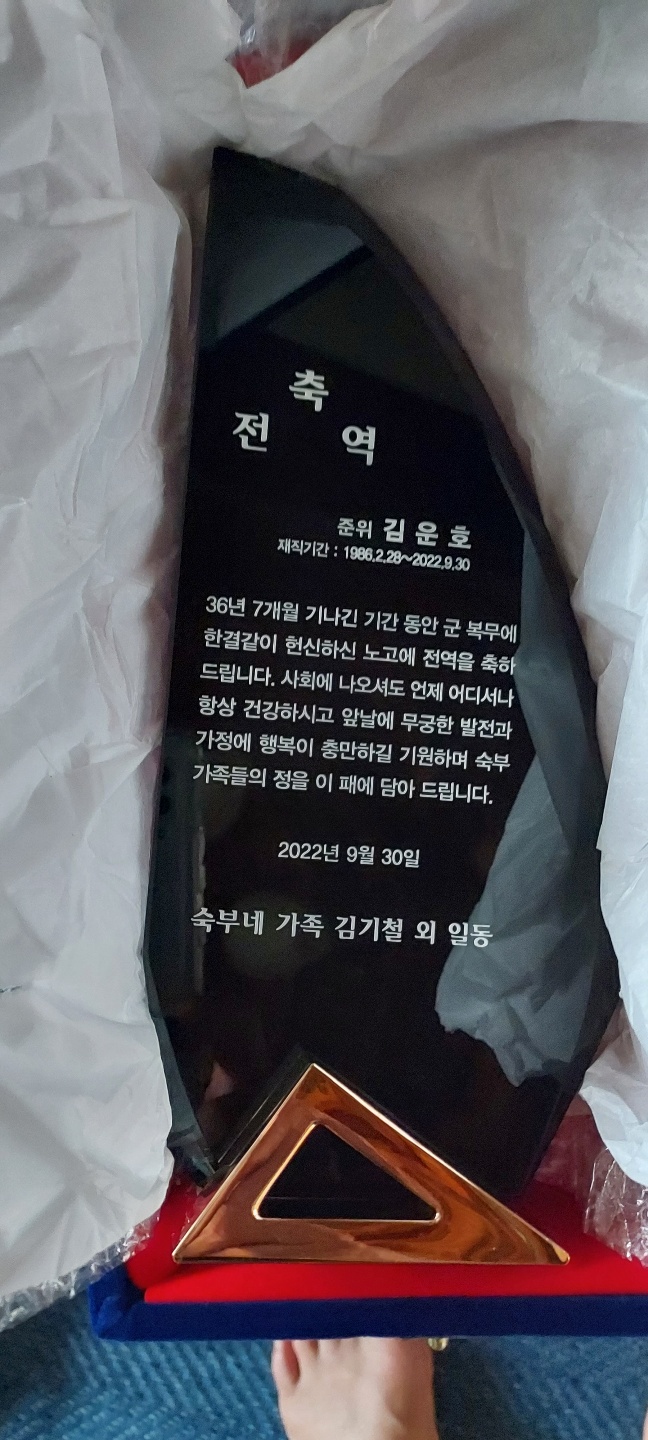 축
전 역
준위 김 운 호
재직기간 : 1986.2.28~2022.9.30
36년 7개월 기나긴 기간 동안 군 복무에
한결같이 헌신하신 노고에 전역을 축하
드립니다. 사회에 나오셔도 언제 어디서나
항상 건강하시고 앞날에 무궁한 발전과
가정에 행복이 충만하길 기원하며 숙부
가족들의 정을 이 패에 담아 드립니다.
2022년 9월 30일
숙부네 가족 김기철 외 일동